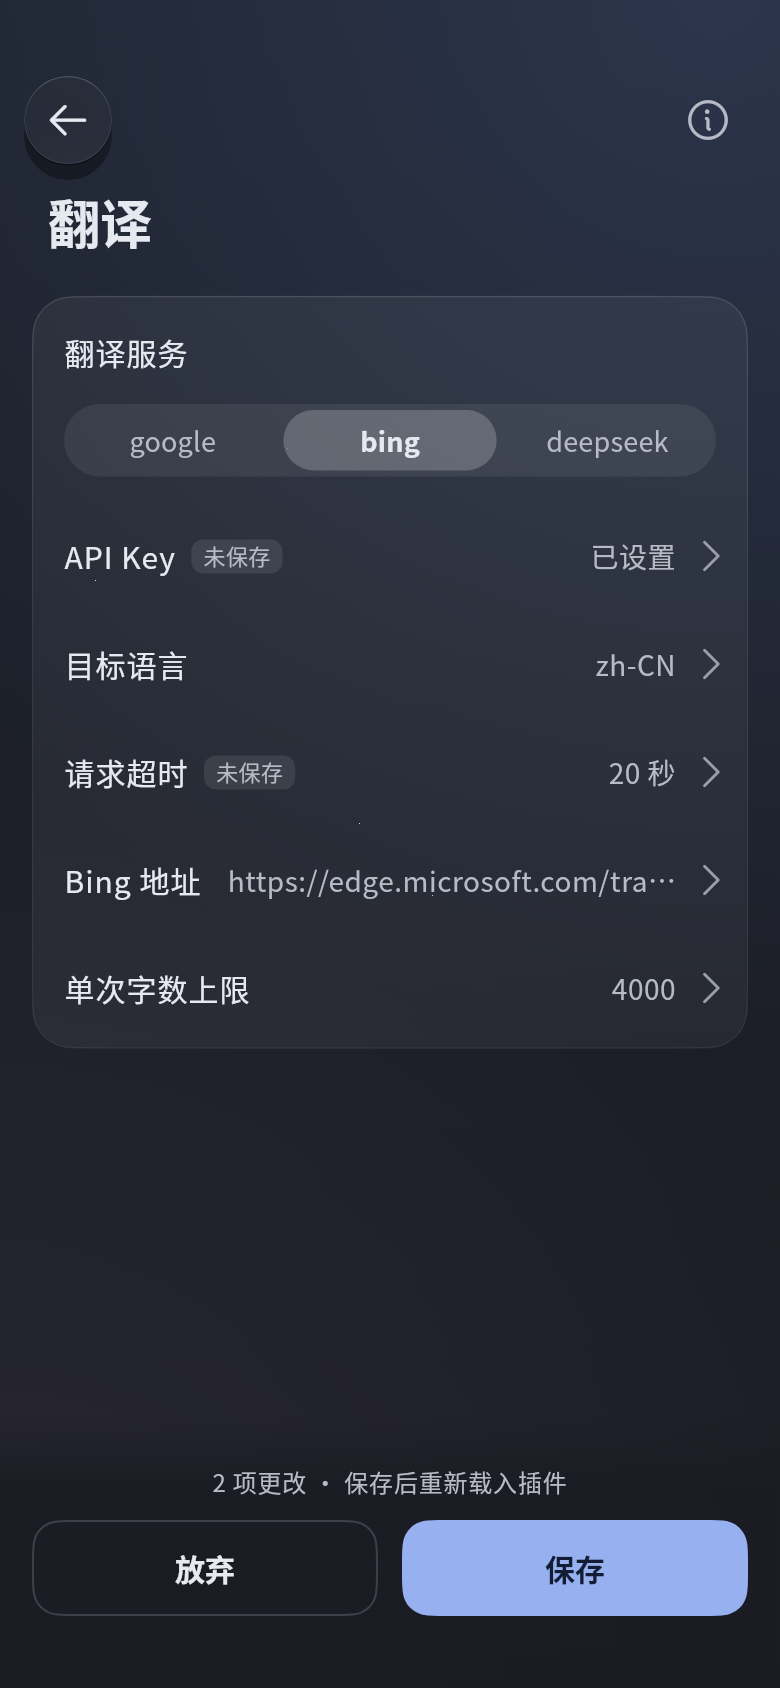 翻译
翻译服务
google bing deepseek
API Key 未保存 已设置
目标语言 zh-CN
请求超时 未保存 20 秒
Bing 地址 https://edge.microsoft.com/tra…
单次字数上限 4000
2 项更改 • 保存后重新载入插件
放弃 保存